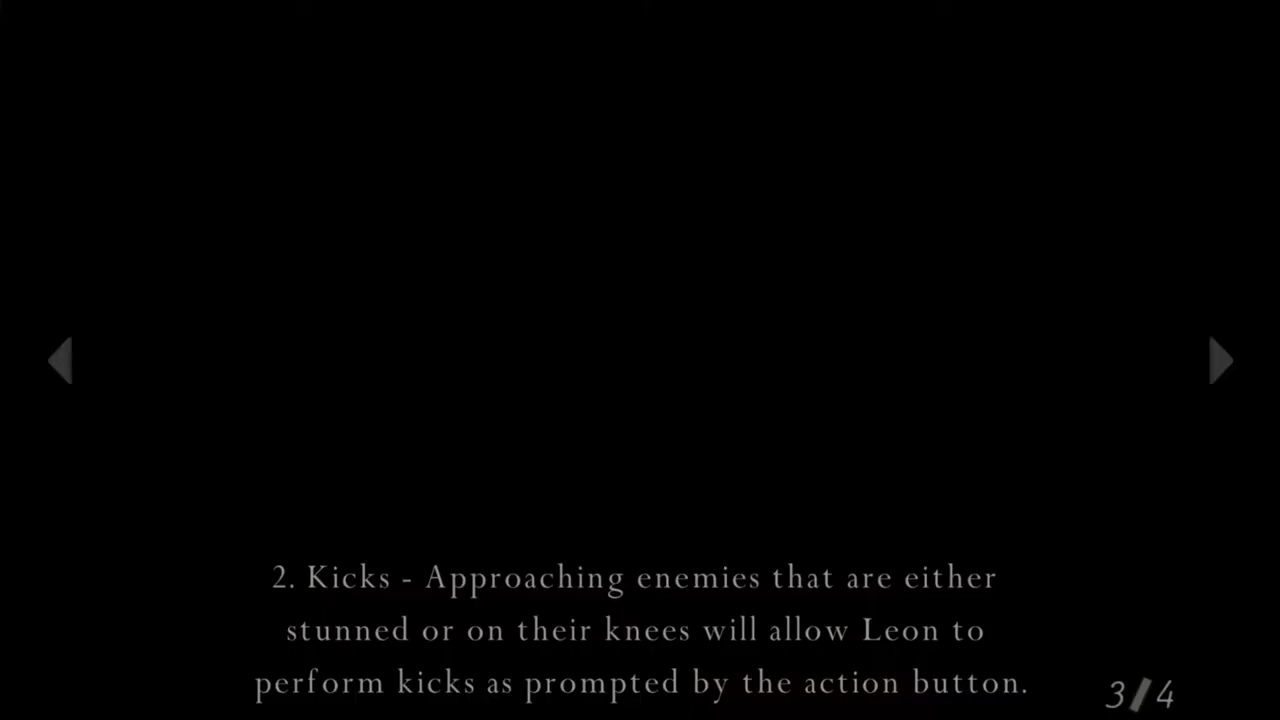 2. Kicks - Approaching enemies that are either
stunned or on their knees will allow Leon to
perform kicks as prompted by the action button.
3/4